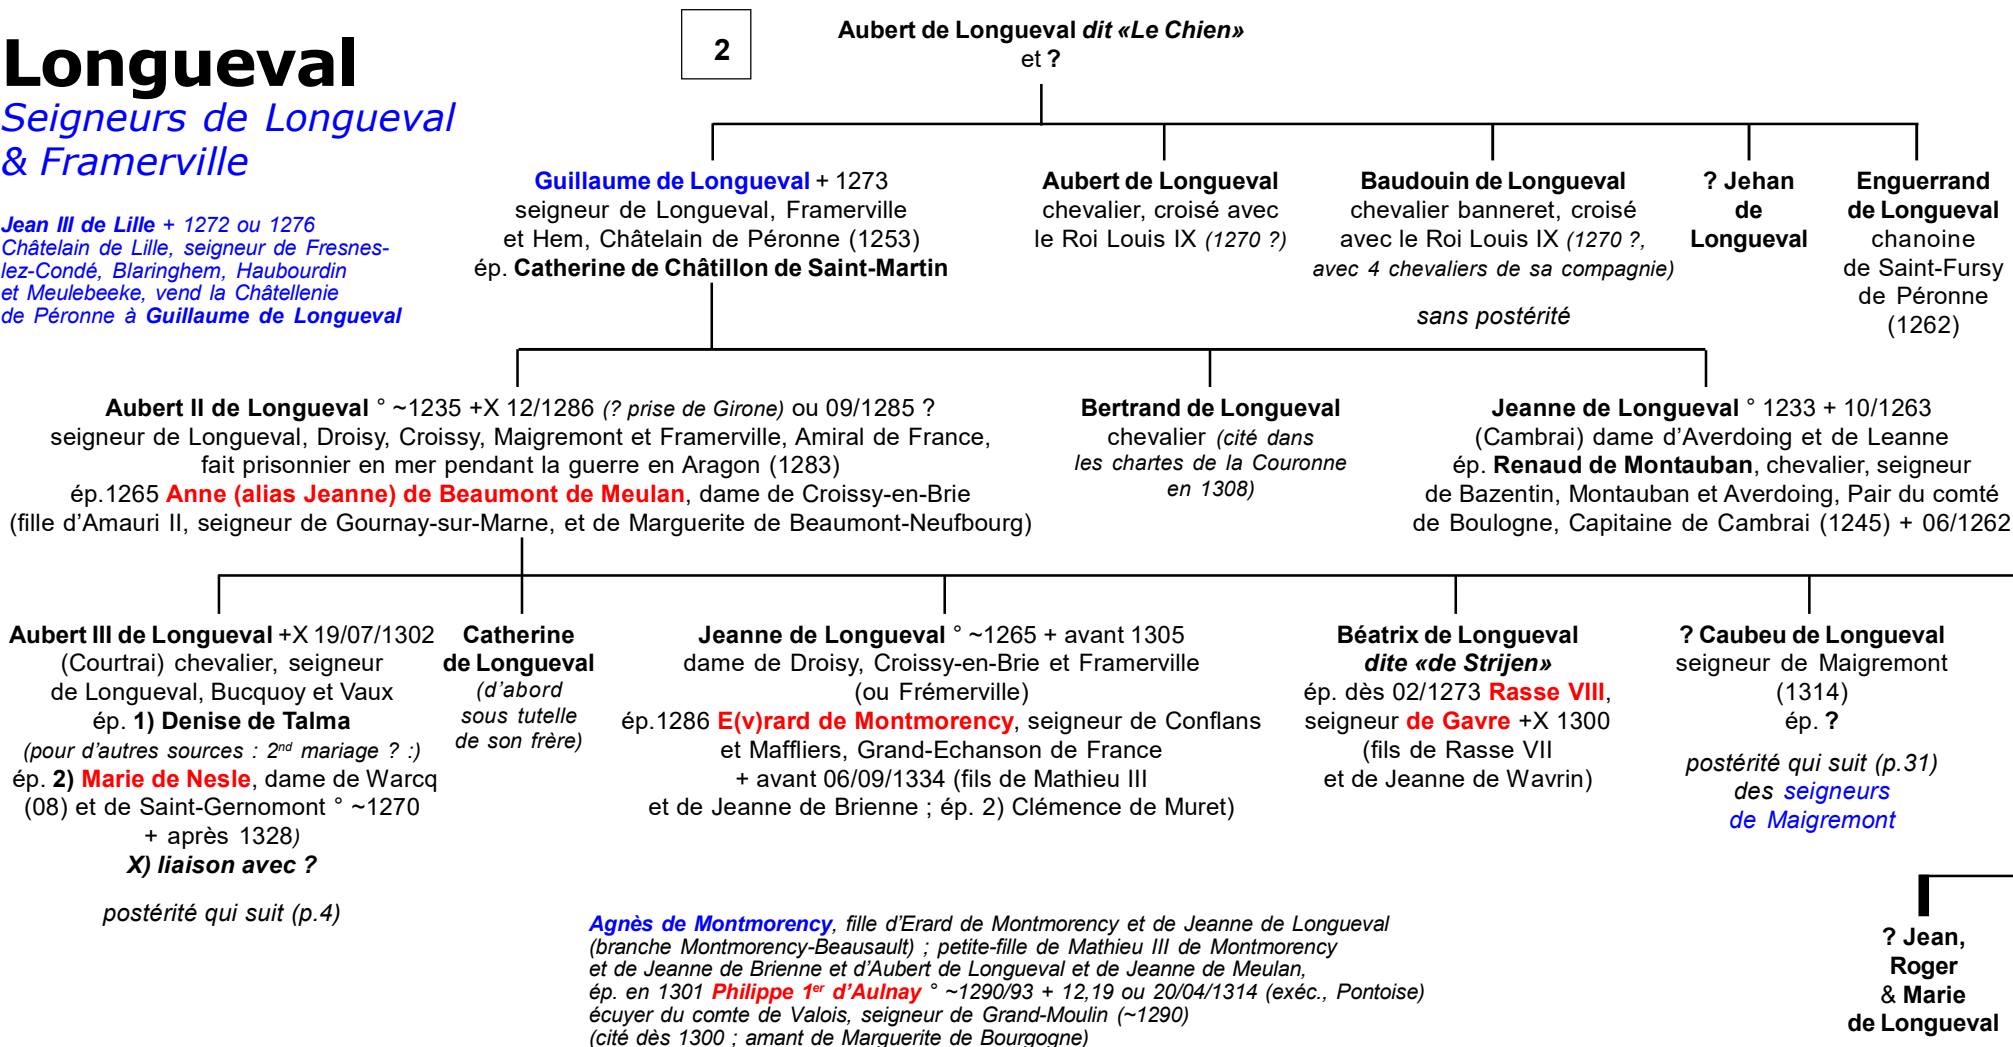 Longueval
Seigneurs de Longueval
& Framerville
Jean III de Lille + 1272 ou 1276
Châtelain de Lille, seigneur de Fresnes-
lez-Condé, Blaringhem, Haubourdin
et Meulebeeke, vend la Châtellenie
de Péronne à Guillaume de Longueval
2
Aubert de Longueval dit «Le Chien»
et ?
Guillaume de Longueval + 1273
seigneur de Longueval, Framerville
et Hem, Châtelain de Péronne (1253)
ép. Catherine de Châtillon de Saint-Martin
Aubert de Longueval
chevalier, croisé avec
le Roi Louis IX (1270 ?)
Baudouin de Longueval
chevalier banneret, croisé
avec le Roi Louis IX (1270 ?,
avec 4 chevaliers de sa compagnie)
sans postérité
? Jehan
de
Longueval
Enguerrand
de Longueval
chanoine
de Saint-Fursy
de Péronne
(1262)
Aubert II de Longueval ° ~1235 +X 12/1286 (? prise de Girone) ou 09/1285 ?
seigneur de Longueval, Droisy, Croissy, Maigremont et Framerville, Amiral de France,
fait prisonnier en mer pendant la guerre en Aragon (1283)
ép.1265 Anne (alias Jeanne) de Beaumont de Meulan, dame de Croissy-en-Brie
(fille d'Amauri II, seigneur de Gournay-sur-Marne, et de Marguerite de Beaumont-Neufbourg)
Bertrand de Longueval
chevalier (cité dans
les chartes de la Couronne
en 1308)
Jeanne de Longueval ° 1233 + 10/1263
(Cambrai) dame d'Averdoing et de Leanne
ép. Renaud de Montauban, chevalier, seigneur
de Bazentin, Montauban et Averdoing, Pair du comté
de Boulogne, Capitaine de Cambrai (1245) + 06/1262
Aubert III de Longueval +X 19/07/1302
(Courtrai) chevalier, seigneur
de Longueval, Bucquoy et Vaux
ép. 1) Denise de Talma
(pour d'autres sources : 2nd mariage ? :)
ép. 2) Marie de Nesle, dame de Warcq
(08) et de Saint-Gernomont ° ~1270
+ après 1328)
X) liaison avec ?
postérité qui suit (p.4)
Catherine
de Longueval
(d'abord
sous tutelle
de son frère)
Jeanne de Longueval ° ~1265 + avant 1305
dame de Droisy, Croissy-en-Brie et Framerville
(ou Frémerville)
ép.1286 E(v)rard de Montmorency, seigneur de Conflans
et Maffliers, Grand-Echanson de France
+ avant 06/09/1334 (fils de Mathieu III
et de Jeanne de Brienne ; ép. 2) Clémence de Muret)
Béatrix de Longueval
dite «de Strijen»
ép. dès 02/1273 Rasse VIII,
seigneur de Gavre +X 1300
(fils de Rasse VII
et de Jeanne de Wavrin)
? Caubeu de Longueval
seigneur de Maigremont
(1314)
ép. ?
postérité qui suit (p.31)
des seigneurs
de Maigremont
Agnès de Montmorency, fille d'Erard de Montmorency et de Jeanne de Longueval
(branche Montmorency-Beausault) ; petite-fille de Mathieu III de Montmorency
et de Jeanne de Brienne et d'Aubert de Longueval et de Jeanne de Meulan,
ép. en 1301 Philippe 1er d'Aulnay ° ~1290/93 + 12,19 ou 20/04/1314 (exéc., Pontoise)
écuyer du comte de Valois, seigneur de Grand-Moulin (~1290)
(cité dès 1300 ; amant de Marguerite de Bourgogne)
? Jean,
Roger
& Marie
de Longueval